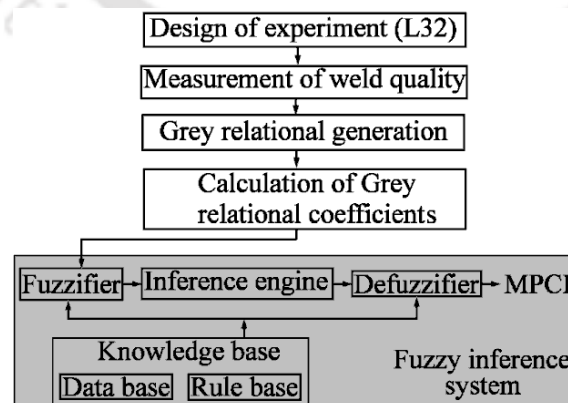 Design of experiment (L32)
Measurement of weld quality
Grey relational generation
Calculation of Grey
relational coefficients
Fuzzifier
Inference engine
Defuzzifier
MPCI
Knowledge base
Data base
Rule base
Fuzzy inference
system